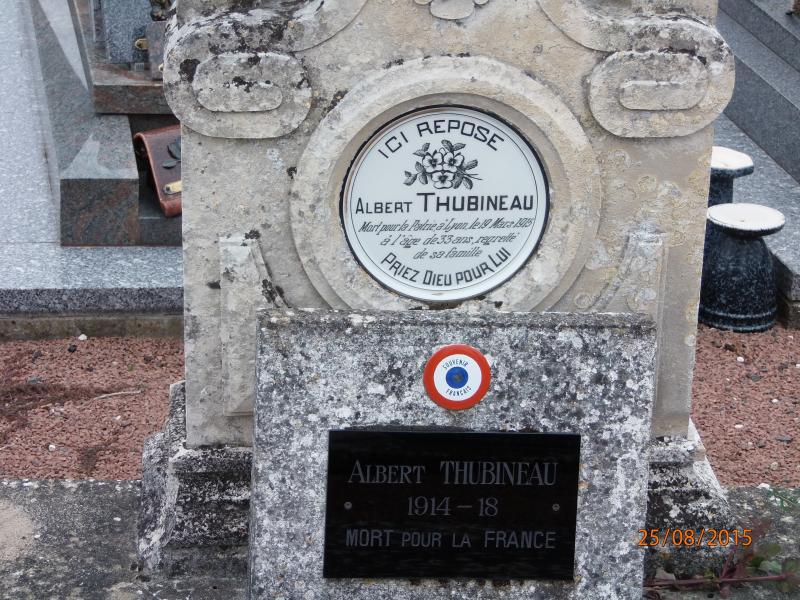 ICI REPOSE
ALBERT THUBINEAU
Mort pour la Patrie à Lyon, le 19 Mars 1915
à l'âge de 33 ans, regretté
de sa famille
PRIEZ DIEU POUR LUI
SOUVENIR
FRANÇAIS
ALBERT THUBINEAU
1914 - 18
MORT POUR LA FRANCE
25/08/2015